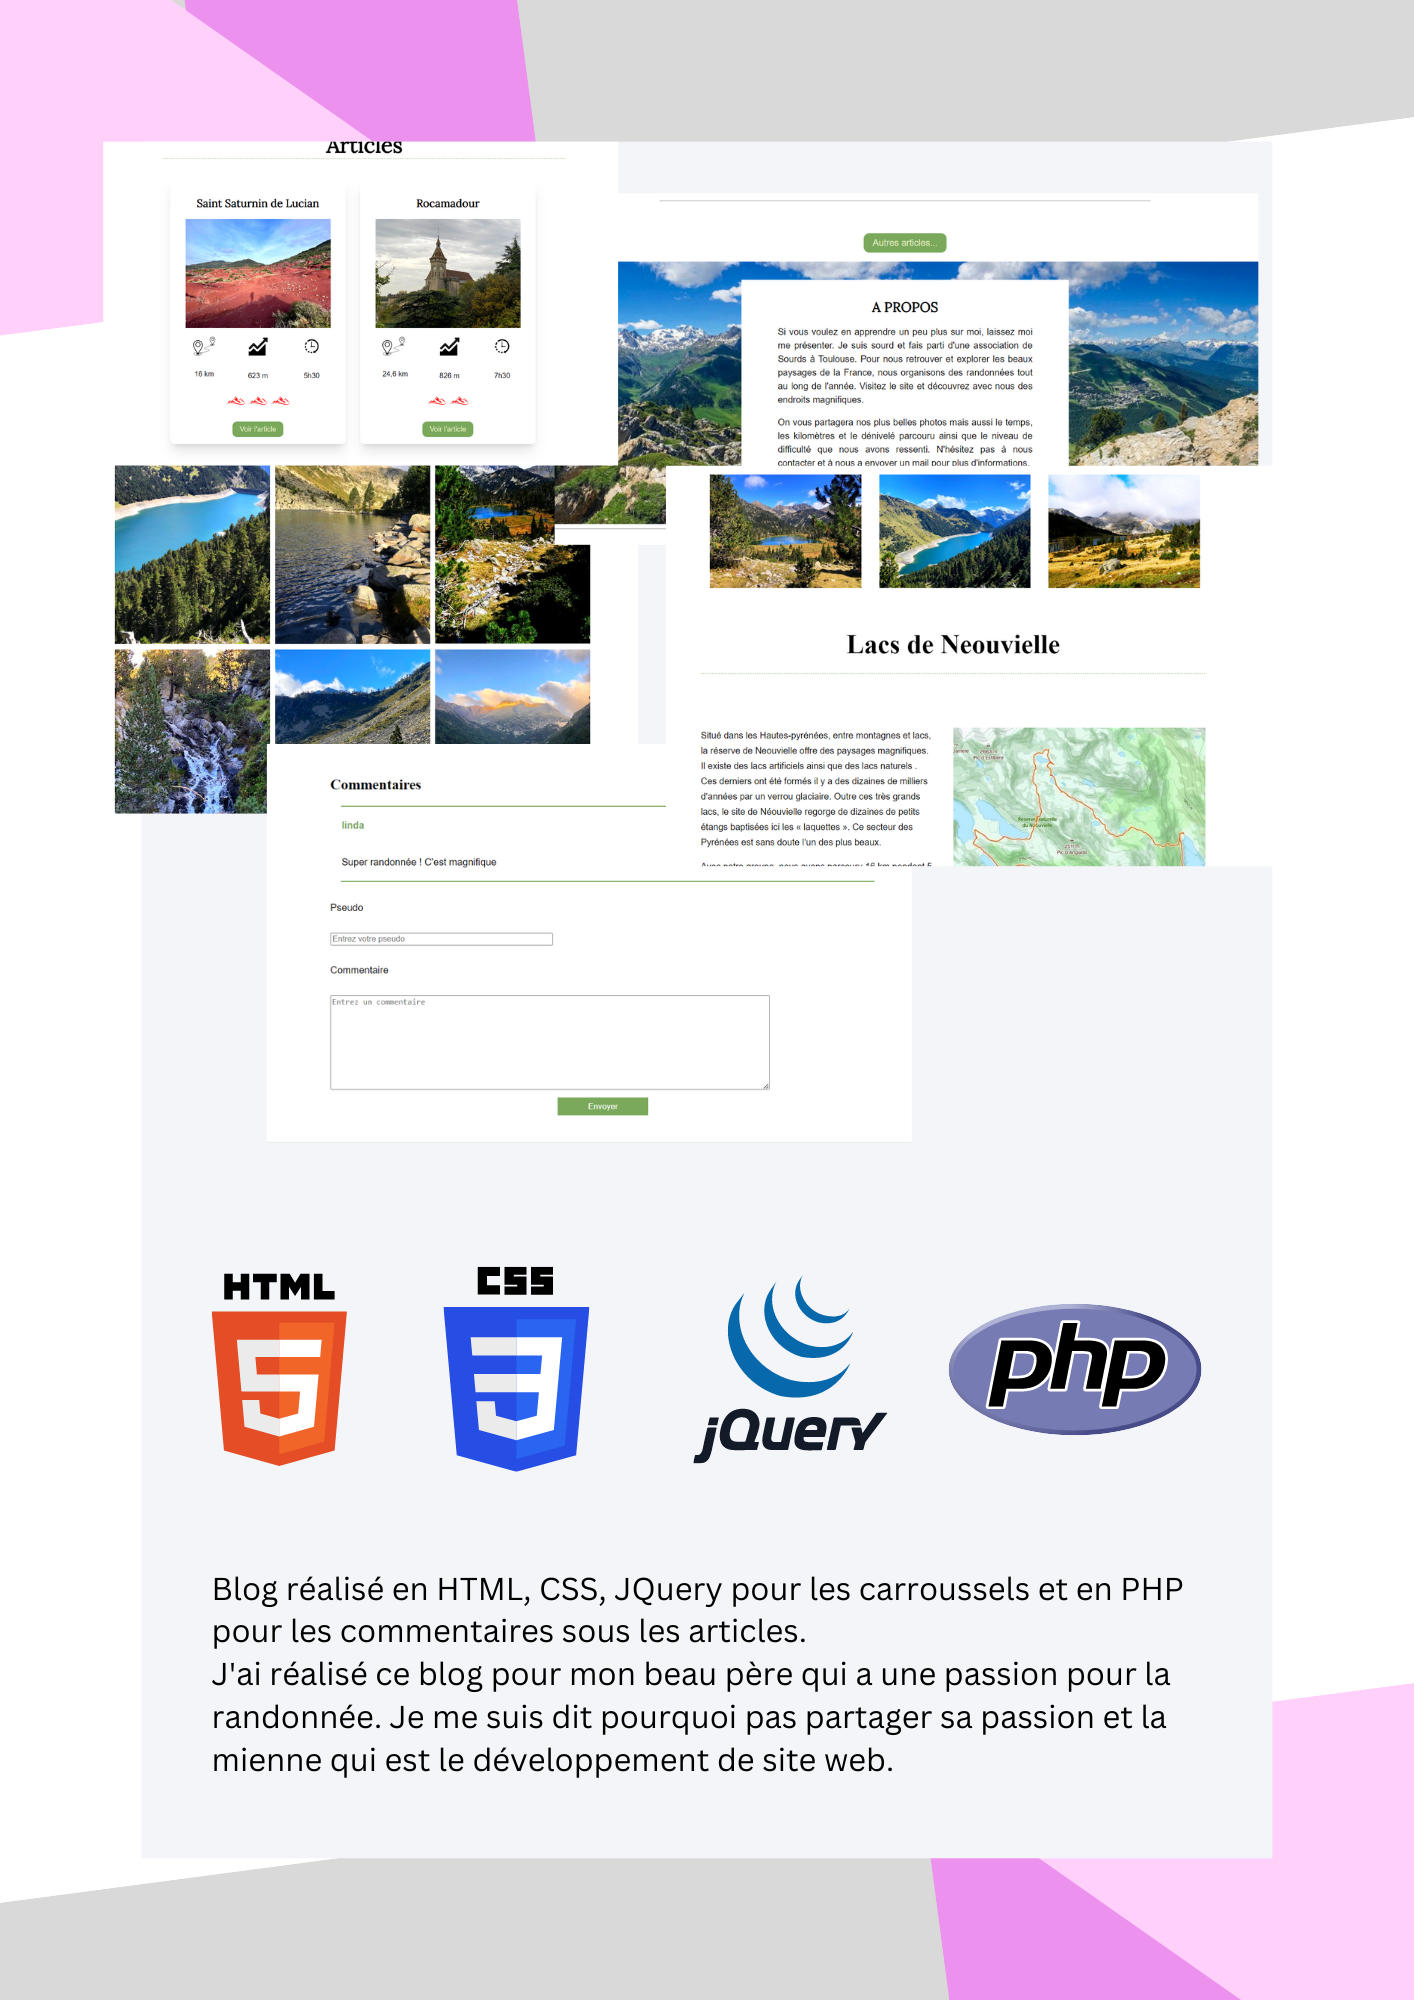 Articles
Saint Saturnin de Lucian
16 km
623 m
5h30
Voir l'article
Rocamadour
24,6 km
826 m
7h30
Voir l'article
Autres articles...
A PROPOS
Si vous voulez en apprendre un peu plus sur moi, laissez moi
me présenter. Je suis sourd et fais parti d'une association de
Sourds à Toulouse. Pour nous retrouver et explorer les beaux
paysages de la France, nous organisons des randonnées tout
au long de l'année. Visitez le site et découvrez avec nous des
endroits magnifiques.
On vous partagera nos plus belles photos mais aussi le temps,
les kilomètres et le dénivelé parcouru ainsi que le niveau de
difficulté que nous avons ressenti. N'hésitez pas à nous
contacter et à nous a envoyer un mail pour plus d'informations.
Lacs de Neouvielle
Situé dans les Hautes-pyrénées, entre montagnes et lacs,
la réserve de Neouvielle offre des paysages magnifiques.
Il existe des lacs artificiels ainsi que des lacs naturels .
Ces derniers ont été formés il y a des dizaines de milliers
d'années par un verrou glaciaire. Outre ces très grands
lacs, le site de Néouvielle regorge de dizaines de petits
étangs baptisées ici les « laquettes ». Ce secteur des
Pyrénées est sans doute l'un des plus beaux.
Avec notre groupe, nous avons parcouru 16 km pendant 5
Commentaires
linda
Super randonnée ! C'est magnifique
Pseudo
Entrez votre pseudo
Commentaire
Entrez un commentaire
Envoyer
HTML
CSS
jQuery
php
Blog réalisé en HTML, CSS, JQuery pour les carroussels et en PHP
pour les commentaires sous les articles.
J'ai réalisé ce blog pour mon beau père qui a une passion pour la
randonnée. Je me suis dit pourquoi pas partager sa passion et la
mienne qui est le développement de site web.